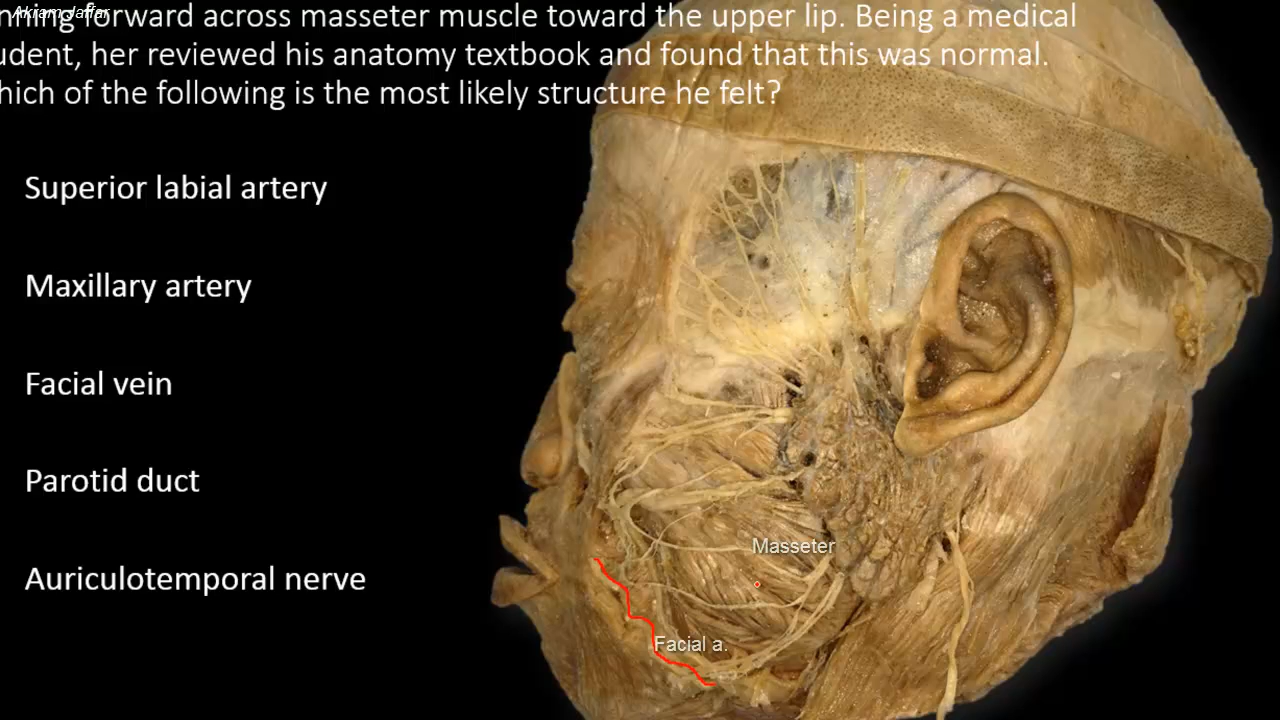 Akram Jaffar
nning forward across masseter muscle toward the upper lip. Being a medical
udent, her reviewed his anatomy textbook and found that this was normal.
hich of the following is the most likely structure he felt?
Superior labial artery
Maxillary artery
Facial vein
Parotid duct
Masseter
Auriculotemporal nerve
Facial a.